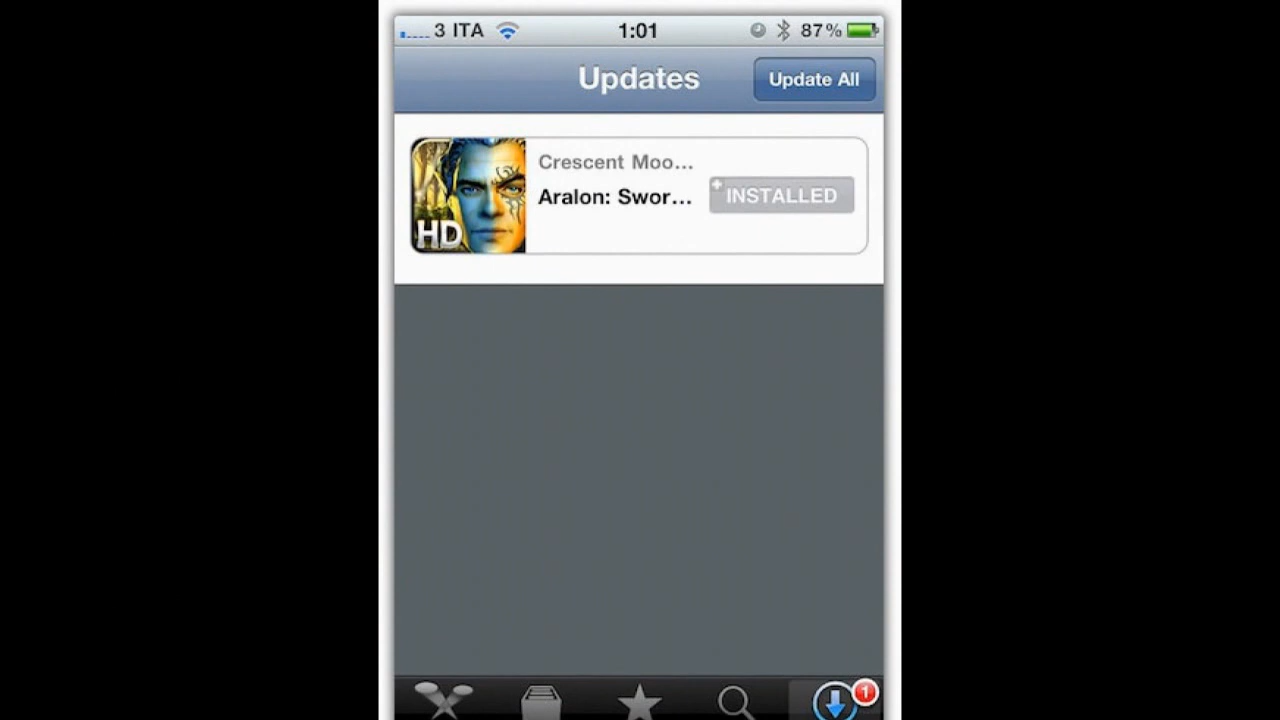 3 ITA 1:01 87%
Updates
Update All
Crescent Moo...
Aralon: Swor...
INSTALLED
HD
1